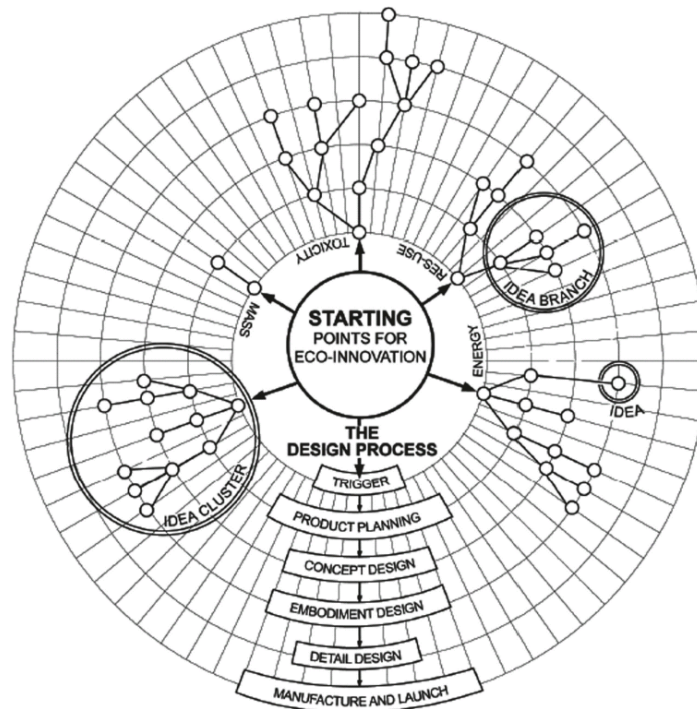 TOXICITY
RES-USE
IDEA BRANCH
MASS
STARTING
POINTS FOR
ECO-INNOVATION
ENERGY
IDEA
IDEA CLUSTER
THE
DESIGN PROCESS
TRIGGER
PRODUCT PLANNING
CONCEPT DESIGN
EMBODIMENT DESIGN
DETAIL DESIGN
MANUFACTURE AND LAUNCH